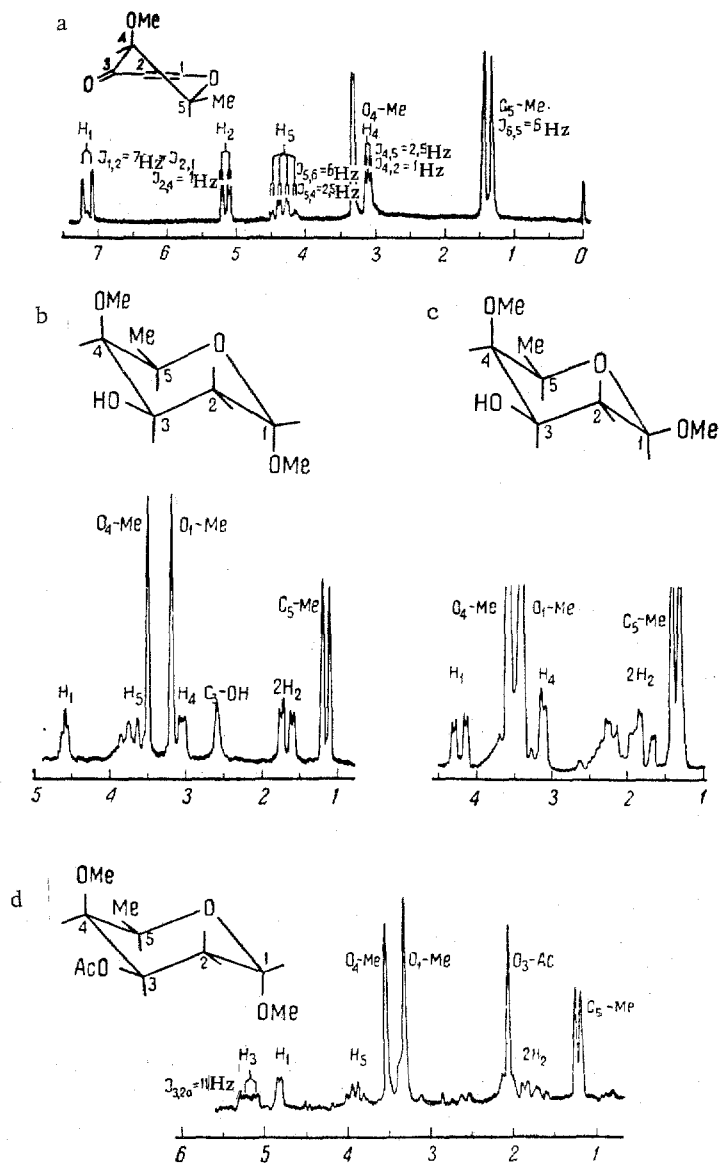 a
OMe
4
3
2
1
O
O
5
Me
H₁
J₁,₂ = 7Hz J₂,₁
J₂,₄ = 1Hz
H₂
H₅
J₅,₆ = 6Hz
J₅,₄ = 2,5Hz
O₄–Me
H₄
J₄,₅ = 2,5Hz
J₄,₂ = 1Hz
C₅–Me.
J₆,₅ = 6Hz
7 6 5 4 3 2 1 0
b
OMe
4
Me
5
O
HO
3
2
1
OMe
O₄–Me O₁–Me
C₅–Me
H₁ H₅ H₄ C₃–OH 2H₂
5 4 3 2 1
c
OMe
4
Me
5
O
HO
3
2
1
OMe
O₄–Me O₁–Me C₅–Me
H₁ H₄ 2H₂
4 3 2 1
d
OMe
4
Me
5
O
1
AcO
3
2
OMe
O₄–Me O₁–Me O₃–Ac C₅–Me
J₃,₂ₐ = 11Hz
H₃ H₁ H₅ 2H₂
6 5 4 3 2 1